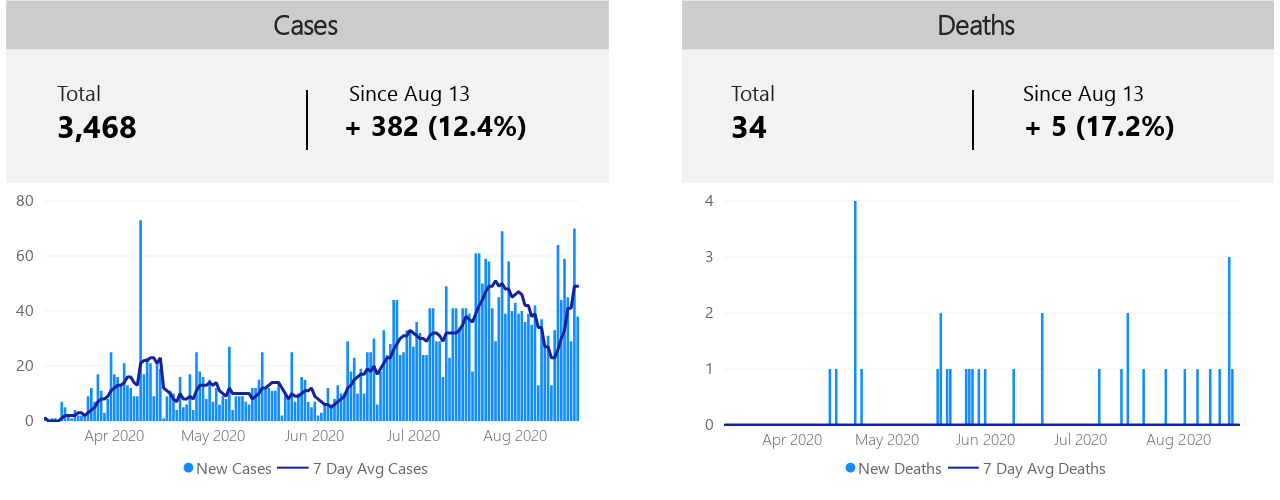 Cases
Total
3,468
Since Aug 13
+ 382 (12.4%)
80
60
40
20
0
Apr 2020 May 2020 Jun 2020 Jul 2020 Aug 2020
New Cases 7 Day Avg Cases
Deaths
Total
34
Since Aug 13
+ 5 (17.2%)
4
3
2
1
0
Apr 2020 May 2020 Jun 2020 Jul 2020 Aug 2020
New Deaths 7 Day Avg Deaths